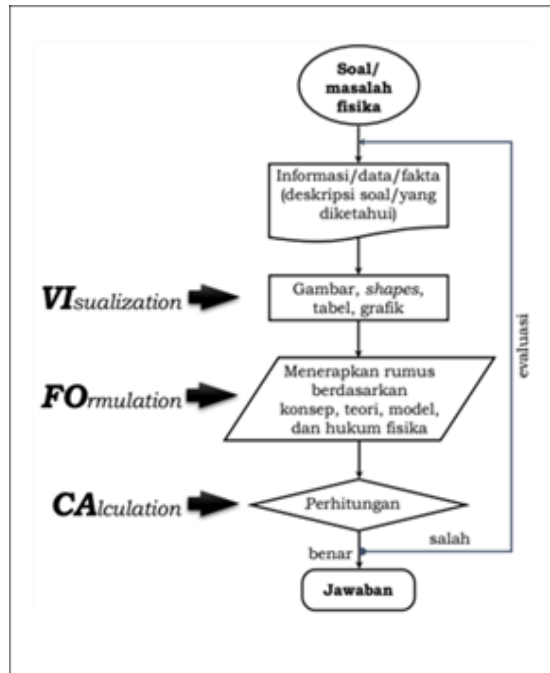 Soal/
masalah
fisika
Informasi/data/fakta
(deskripsi soal/yang
diketahui)
VIsualization
Gambar, shapes,
tabel, grafik
evaluasi
FOrmulation
Menerapkan rumus
berdasarkan
konsep, teori, model,
dan hukum fisika
CAlculation
Perhitungan
salah
benar
Jawaban